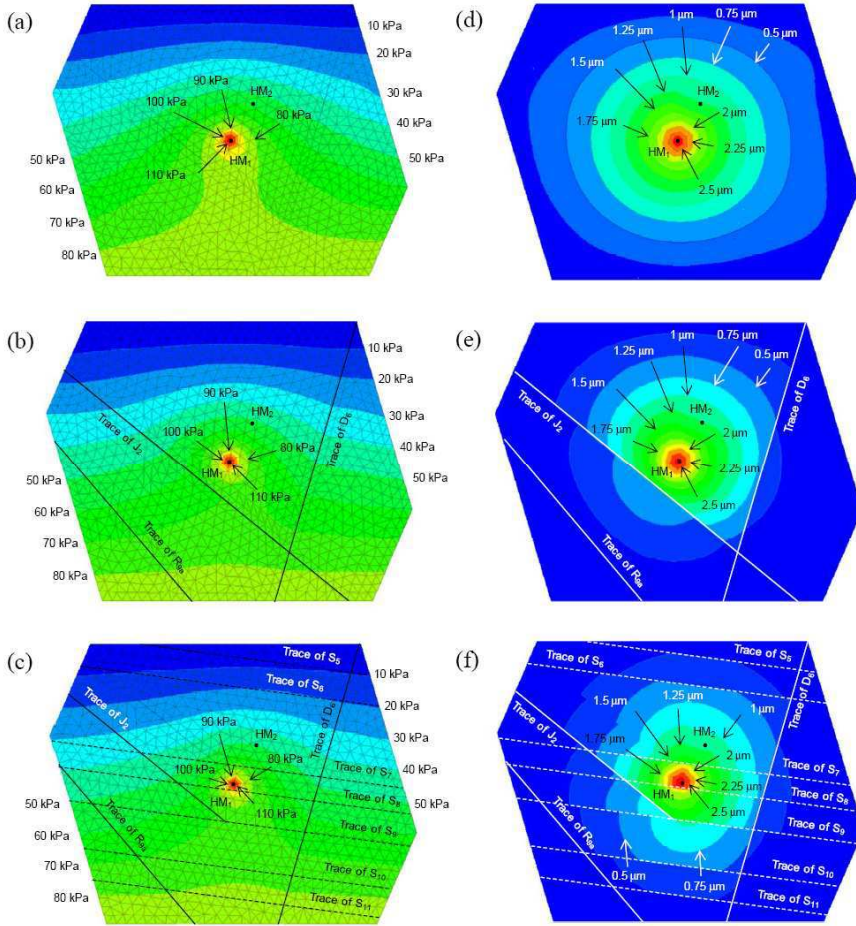 (a)
10 kPa
20 kPa
90 kPa
HM2
30 kPa
100 kPa
80 kPa
40 kPa
HM1
50 kPa
50 kPa
110 kPa
60 kPa
70 kPa
80 kPa
(d)
1 µm
0.75 µm
1.25 µm
0.5 µm
1.5 µm
HM2
1.75 µm
2 µm
HM1
2.25 µm
2.5 µm
(b)
10 kPa
20 kPa
90 kPa
30 kPa
HM2
Trace of J2
Trace of D6
40 kPa
100 kPa
80 kPa
HM1
50 kPa
50 kPa
110 kPa
60 kPa
70 kPa
Trace of R9a
80 kPa
(e)
1 µm
0.75 µm
1.25 µm
0.5 µm
1.5 µm
Trace of D6
HM2
Trace of J2
1.75 µm
2 µm
HM1
2.25 µm
2.5 µm
Trace of R9a
(c)
Trace of S5
10 kPa
Trace of S6
20 kPa
Trace of J2
Trace of D6
90 kPa
30 kPa
HM2
80 kPa
40 kPa
100 kPa
Trace of S7
HM1
Trace of S8
50 kPa
50 kPa
110 kPa
Trace of S9
60 kPa
Trace of R9a
70 kPa
Trace of S10
80 kPa
Trace of S11
(f)
Trace of S5
Trace of S6
Trace of D6
1.25 µm
1.5 µm
1 µm
Trace of J2
1.75 µm
HM2
2 µm
Trace of S7
HM1
2.25 µm
Trace of S8
2.5 µm
Trace of S9
Trace of R9a
Trace of S10
0.5 µm
0.75 µm
Trace of S11